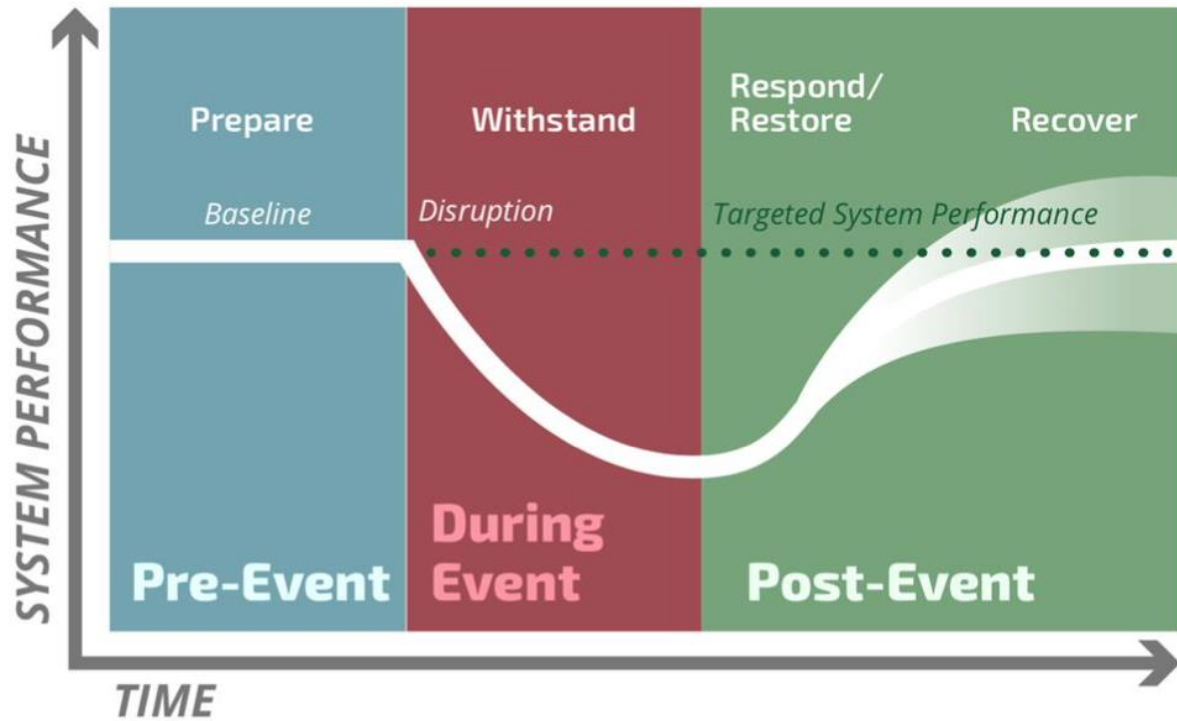 SYSTEM PERFORMANCE
Prepare
Withstand
Respond/
Restore
Recover
Baseline
Disruption
Targeted System Performance
Pre-Event
During
Event
Post-Event
TIME